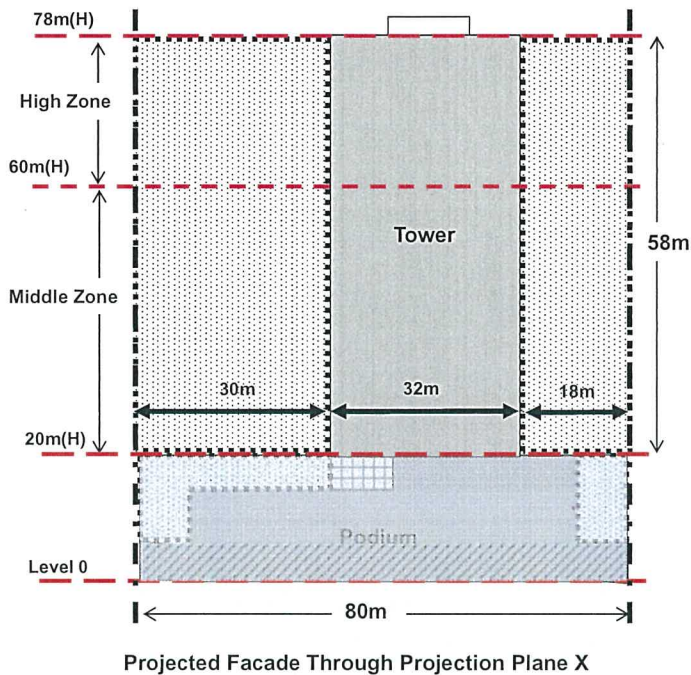 78m(H)
High Zone
60m(H)
Tower
58m
Middle Zone
30m
32m
18m
20m(H)
Podium
Level 0
80m
Projected Facade Through Projection Plane X